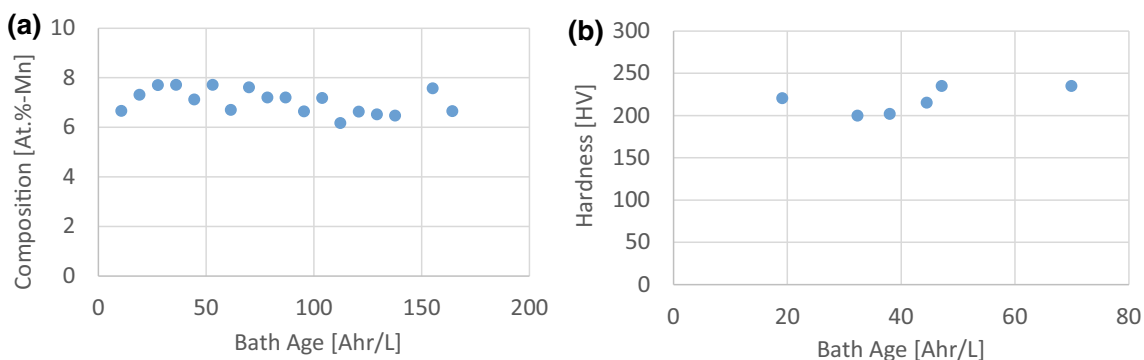 (a)
Composition [At.%-Mn]
10
8
6
4
2
0
0 50 100 150 200
Bath Age [Ahr/L]
(b)
Hardness [HV]
300
250
200
150
100
50
0
0 20 40 60 80
Bath Age [Ahr/L]